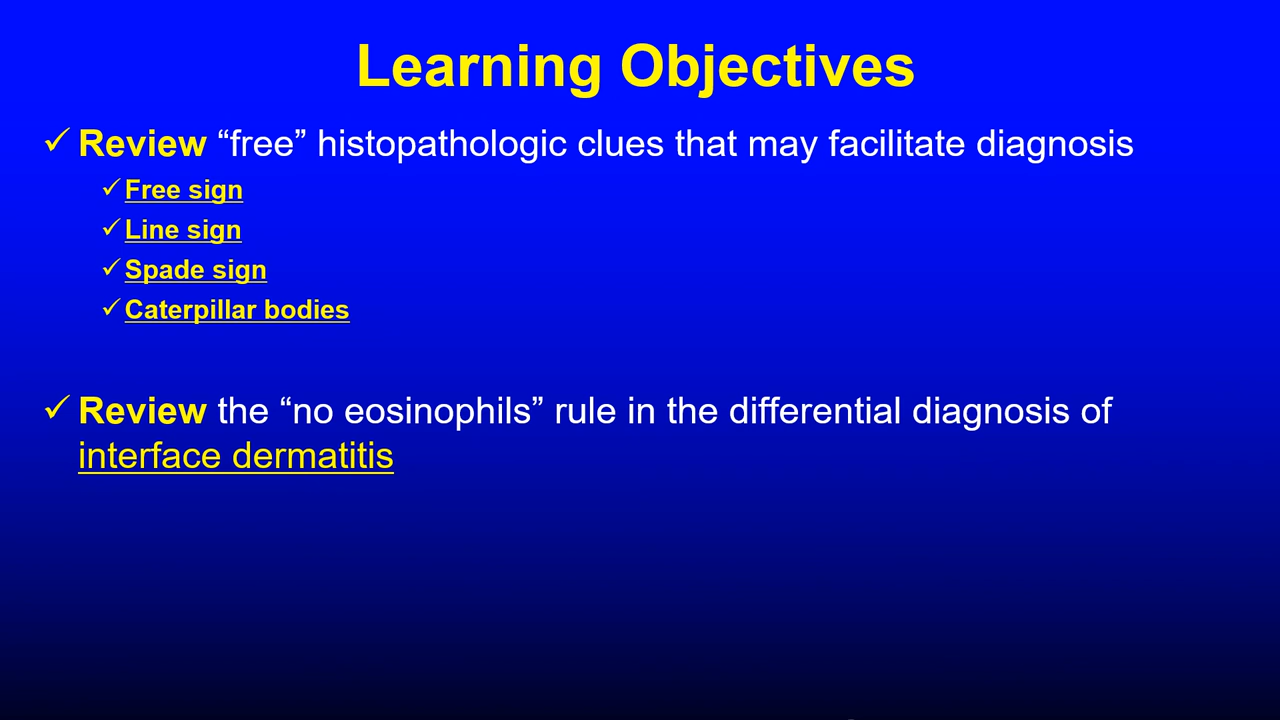 Learning Objectives
✓ Review “free” histopathologic clues that may facilitate diagnosis
✓ Free sign
✓ Line sign
✓ Spade sign
✓ Caterpillar bodies
✓ Review the “no eosinophils” rule in the differential diagnosis of
interface dermatitis